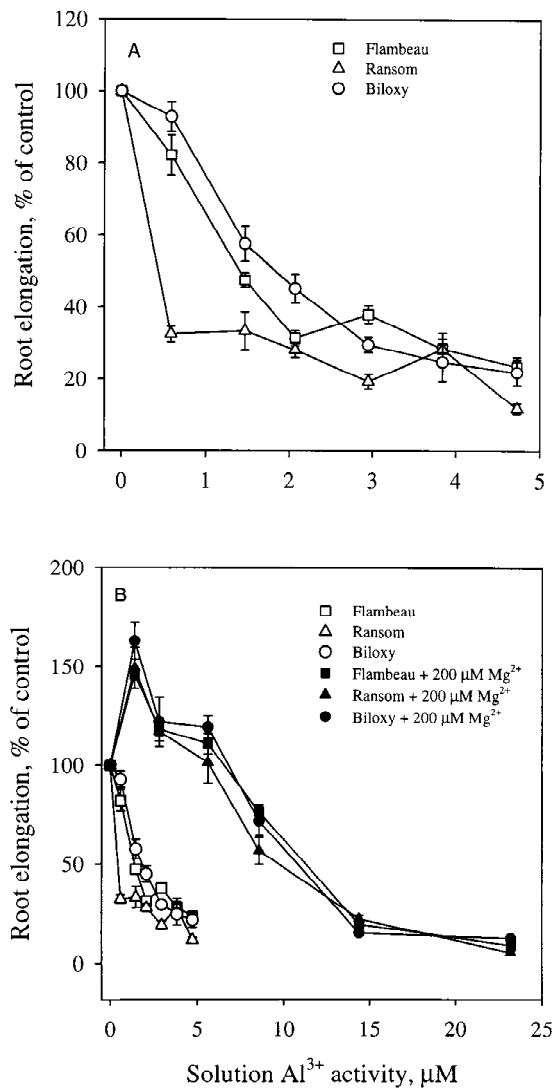 A
Flambeau
Ransom
Biloxy
Root elongation, % of control
120
100
80
60
40
20
0
0 1 2 3 4 5
B
Flambeau
Ransom
Biloxy
Flambeau + 200 µM Mg²⁺
Ransom + 200 µM Mg²⁺
Biloxy + 200 µM Mg²⁺
Root elongation, % of control
200
150
100
50
0
0 5 10 15 20 25
Solution Al³⁺ activity, µM